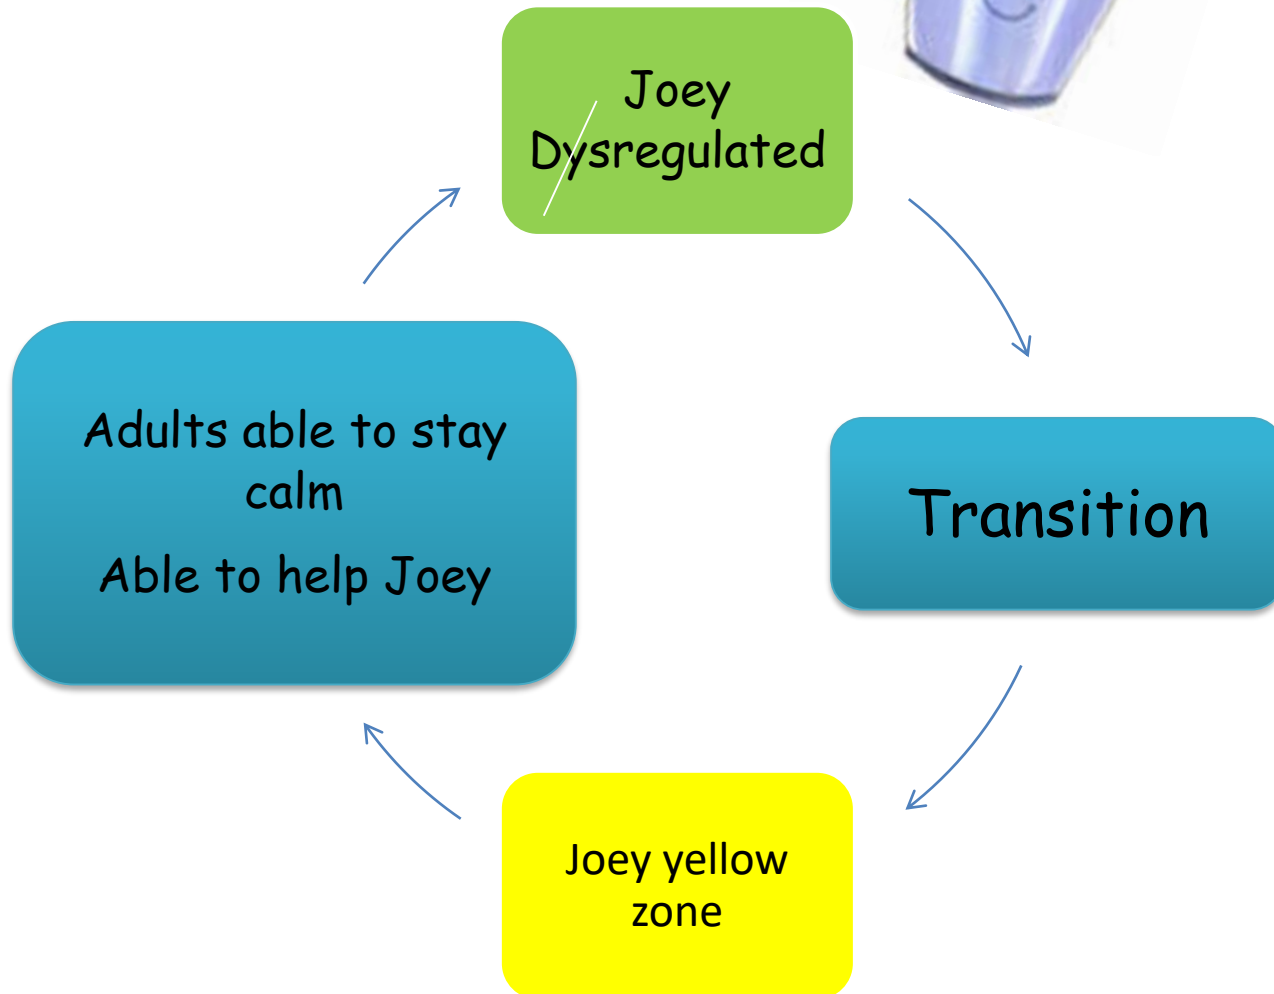 Joey
Dysregulated
Transition
Joey yellow
zone
Adults able to stay
calm
Able to help Joey